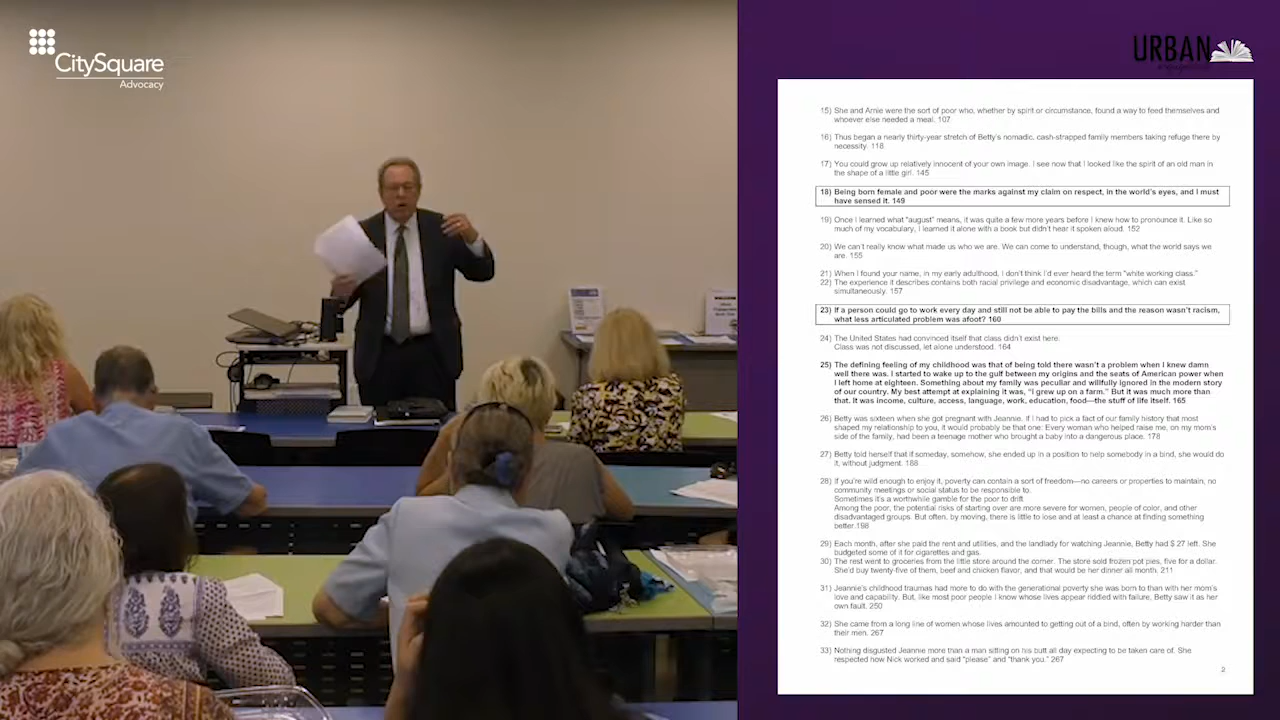 CitySquare
Advocacy
URBAN
15) She and Arnie were the sort of poor who, whether by spirit or circumstance, found a way to feed themselves and
whoever else needed a meal. 107
16) Thus began a nearly thirty-year stretch of Betty's nomadic, cash-strapped family members taking refuge there by
necessity. 118
17) You could grow up relatively innocent of your own image. I see now that I looked like the spirit of an old man in
the shape of a little girl. 145
18) Being born female and poor were the marks against my claim on respect, in the world's eyes, and I must
have sensed it. 149
19) Once I learned what "august" means, it was quite a few more years before I knew how to pronounce it. Like so
much of my vocabulary, I learned it alone with a book but didn't hear it spoken aloud. 152
20) We can't really know what made us who we are. We can come to understand, though, what the world says we
are. 155
21) When I found your name, in my early adulthood, I don't think I'd ever heard the term "white working class."
22) The experience it describes contains both racial privilege and economic disadvantage, which can exist
simultaneously. 157
23) If a person could go to work every day and still not be able to pay the bills and the reason wasn't racism,
what less articulated problem was afoot? 160
24) The United States had convinced itself that class didn't exist here.
Class was not discussed, let alone understood. 164
25) The defining feeling of my childhood was that of being told there wasn't a problem when I knew damn
well there was. I started to wake up to the gulf between my origins and the seats of American power when
I left home at eighteen. Something about my family was peculiar and willfully ignored in the modern story
of our country. My best attempt at explaining it was, "I grew up on a farm." But it was much more than
that. It was income, culture, access, language, work, education, food—the stuff of life itself. 165
26) Betty was sixteen when she got pregnant with Jeannie. If I had to pick a fact of our family history that most
shaped my relationship to you, it would probably be that one: Every woman who helped raise me, on my mom's
side of the family, had been a teenage mother who brought a baby into a dangerous place. 178
27) Betty told herself that if someday, somehow, she ended up in a position to help somebody in a bind, she would do
it, without judgment. 188
28) If you're wild enough to enjoy it, poverty can contain a sort of freedom—no careers or properties to maintain, no
community meetings or social status to be responsible to.
Sometimes it's a worthwhile gamble for the poor to drift.
Among the poor, the potential risks of starting over are more severe for women, people of color, and other
disadvantaged groups. But often, by moving, there is little to lose and at least a chance at finding something
better.198
29) Each month, after she paid the rent and utilities, and the landlady for watching Jeannie, Betty had $ 27 left. She
budgeted some of it for cigarettes and gas.
30) The rest went to groceries from the little store around the corner. The store sold frozen pot pies, five for a dollar.
She'd buy twenty-five of them, beef and chicken flavor, and that would be her dinner all month. 211
31) Jeannie's childhood traumas had more to do with the generational poverty she was born to than with her mom's
love and capability. But, like most poor people I know whose lives appear riddled with failure, Betty saw it as her
own fault. 250
32) She came from a long line of women whose lives amounted to getting out of a bind, often by working harder than
their men. 267
33) Nothing disgusted Jeannie more than a man sitting on his butt all day expecting to be taken care of. She
respected how Nick worked and said "please" and "thank you." 267
2